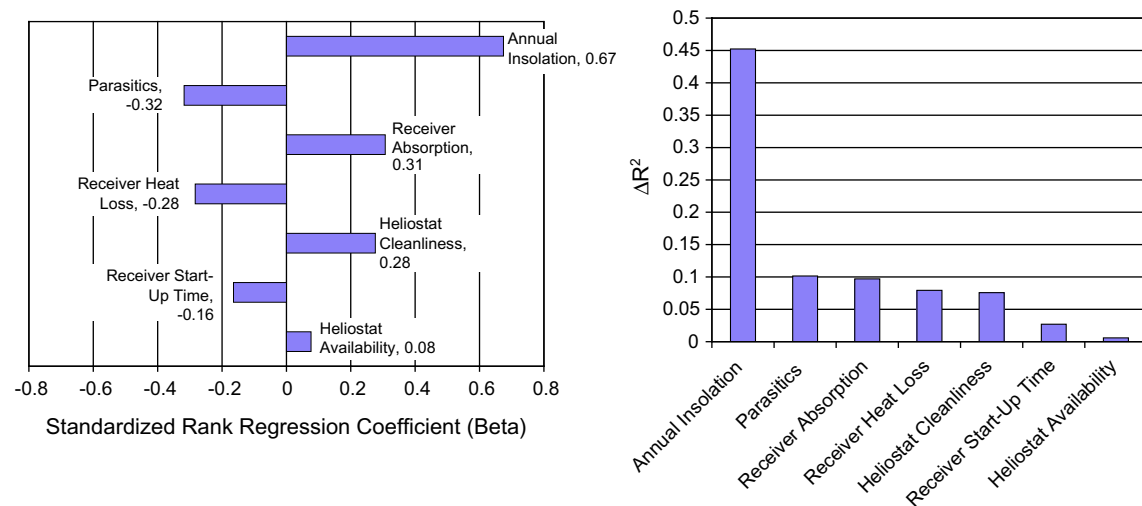 Annual
Insolation, 0.67
Parasitics,
-0.32
Receiver
Absorption,
0.31
Receiver Heat
Loss, -0.28
Heliostat
Cleanliness,
0.28
Receiver Start-
Up Time,
-0.16
Heliostat
Availability, 0.08
-0.8 -0.6 -0.4 -0.2 0 0.2 0.4 0.6 0.8
Standardized Rank Regression Coefficient (Beta)
0.5
0.45
0.4
0.35
0.3
0.25
0.2
0.15
0.1
0.05
0
ΔR²
Annual Insolation
Parasitics
Receiver Absorption
Receiver Heat Loss
Heliostat Cleanliness
Receiver Start-Up Time
Heliostat Availability